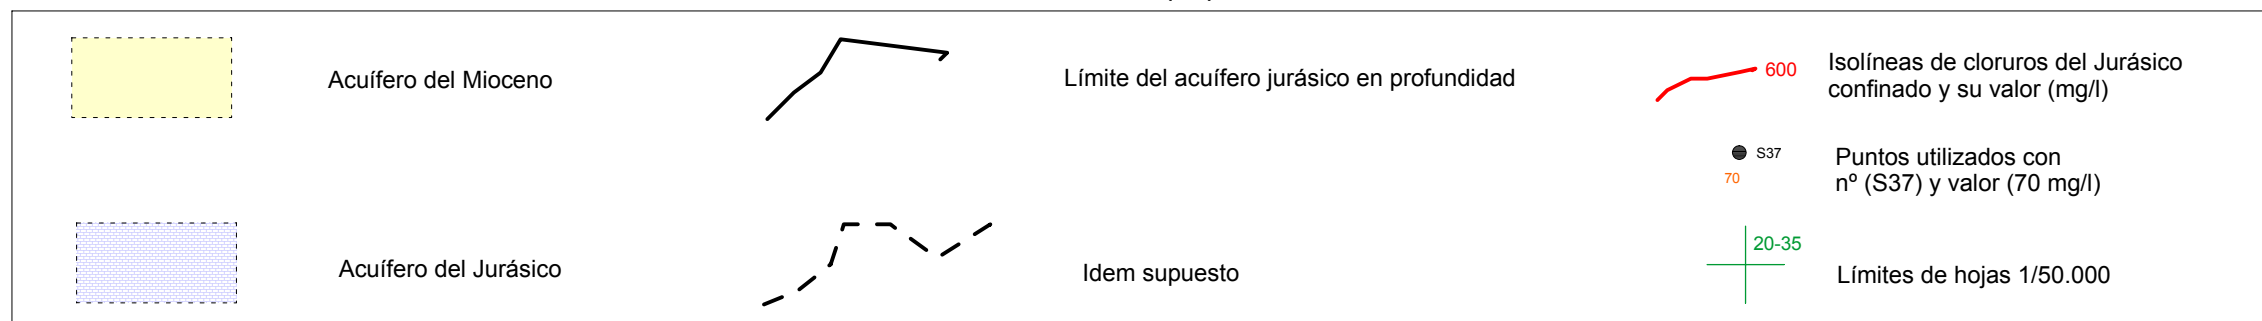 Acuífero del Mioceno
Límite del acuífero jurásico en profundidad
600
Isolíneas de cloruros del Jurásico
confinado y su valor (mg/l)
S37
70
Puntos utilizados con
nº (S37) y valor (70 mg/l)
Acuífero del Jurásico
Idem supuesto
20-35
Límites de hojas 1/50.000